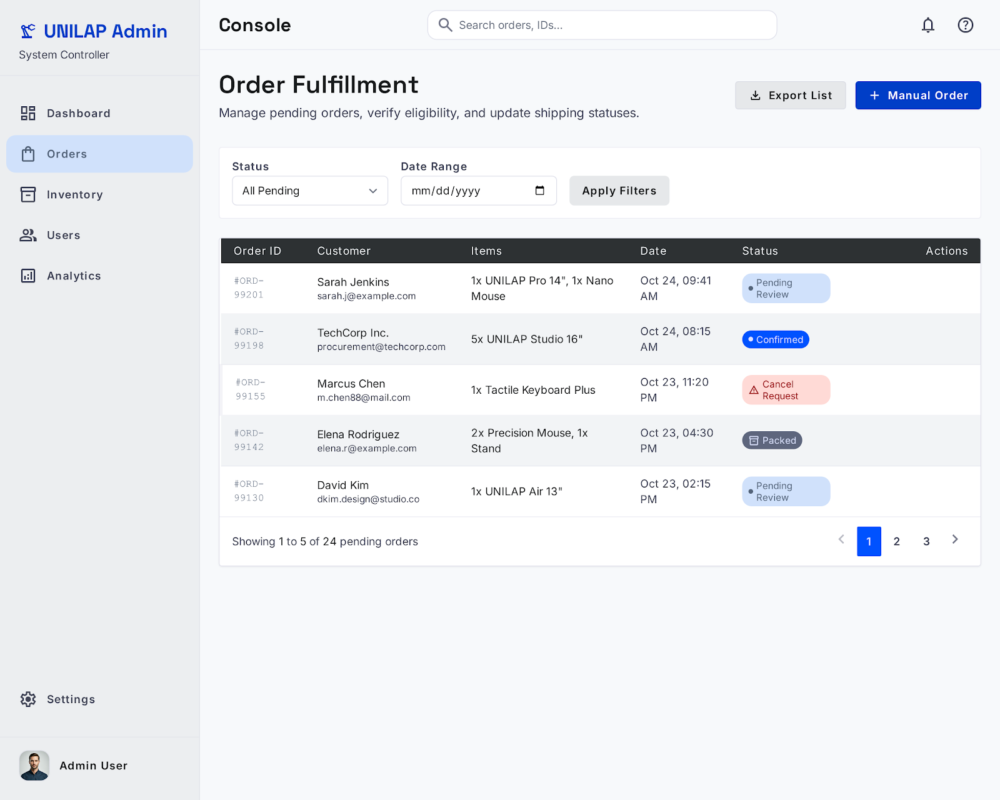 UNILAP Admin
System Controller
Dashboard
Orders
Inventory
Users
Analytics
Settings
Admin User
Console
Search orders, IDs...
Order Fulfillment
Manage pending orders, verify eligibility, and update shipping statuses.
Export List
Manual Order
Status
All Pending
Date Range
mm/dd/yyyy
Apply Filters
Order ID Customer Items Date Status Actions
#ORD-
99201
Sarah Jenkins
sarah.j@example.com
1x UNILAP Pro 14", 1x Nano
Mouse
Oct 24, 09:41
AM
Pending
Review
#ORD-
99198
TechCorp Inc.
procurement@techcorp.com
5x UNILAP Studio 16"
Oct 24, 08:15
AM
Confirmed
#ORD-
99155
Marcus Chen
m.chen88@mail.com
1x Tactile Keyboard Plus
Oct 23, 11:20
PM
Cancel
Request
#ORD-
99142
Elena Rodriguez
elena.r@example.com
2x Precision Mouse, 1x
Stand
Oct 23, 04:30
PM
Packed
#ORD-
99130
David Kim
dkim.design@studio.co
1x UNILAP Air 13"
Oct 23, 02:15
PM
Pending
Review
Showing 1 to 5 of 24 pending orders
1 2 3